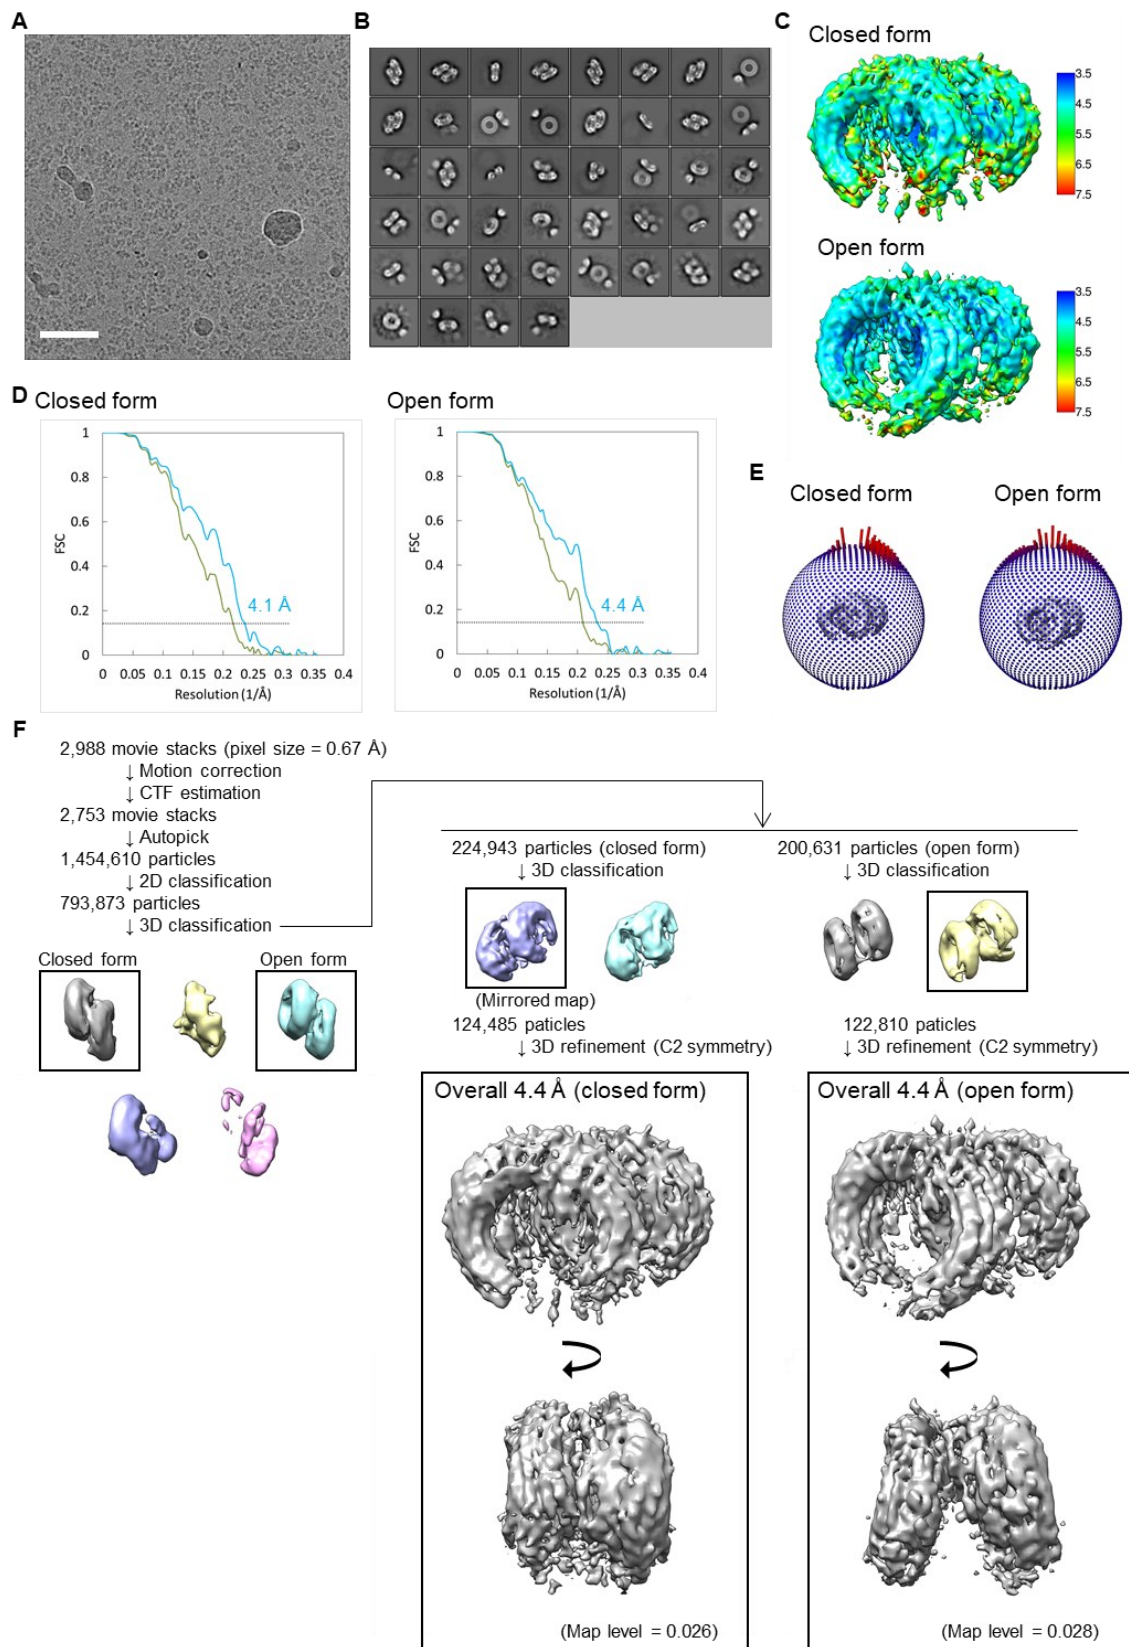 A
B
C
Closed form
3.5
4.5
5.5
6.5
7.5
Open form
3.5
4.5
5.5
6.5
7.5
D
Closed form
1
0.8
0.6
0.4
0.2
0
FSC
4.1 Å
0
0.05
0.1
0.15
0.2
0.25
0.3
0.35
0.4
Resolution (1/Å)
Open form
1
0.8
0.6
0.4
0.2
0
FSC
4.4 Å
0
0.05
0.1
0.15
0.2
0.25
0.3
0.35
0.4
Resolution (1/Å)
E
Closed form
Open form
F
2,988 movie stacks (pixel size = 0.67 Å)
↓ Motion correction
↓ CTF estimation
2,753 movie stacks
↓ Autopick
1,454,610 particles
↓ 2D classification
793,873 particles
↓ 3D classification
Closed form
Open form
224,943 particles (closed form)
↓ 3D classification
(Mirrored map)
124,485 paticles
↓ 3D refinement (C2 symmetry)
Overall 4.4 Å (closed form)
(Map level = 0.026)
200,631 particles (open form)
↓ 3D classification
122,810 paticles
↓ 3D refinement (C2 symmetry)
Overall 4.4 Å (open form)
(Map level = 0.028)